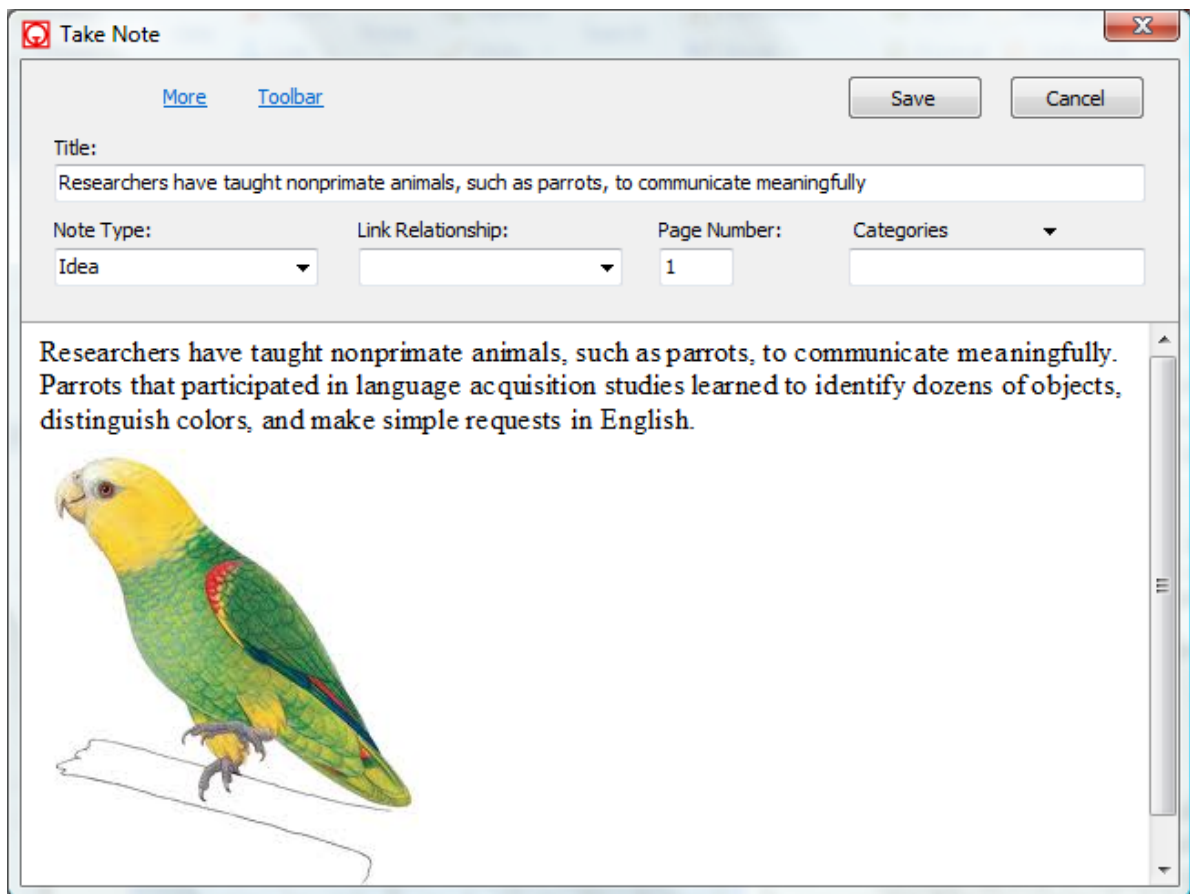 Take Note
More Toolbar Save Cancel
Title:
Researchers have taught nonprimate animals, such as parrots, to communicate meaningfully
Note Type: Link Relationship: Page Number: Categories
Idea 1
Researchers have taught nonprimate animals, such as parrots, to communicate meaningfully.
Parrots that participated in language acquisition studies learned to identify dozens of objects,
distinguish colors, and make simple requests in English.